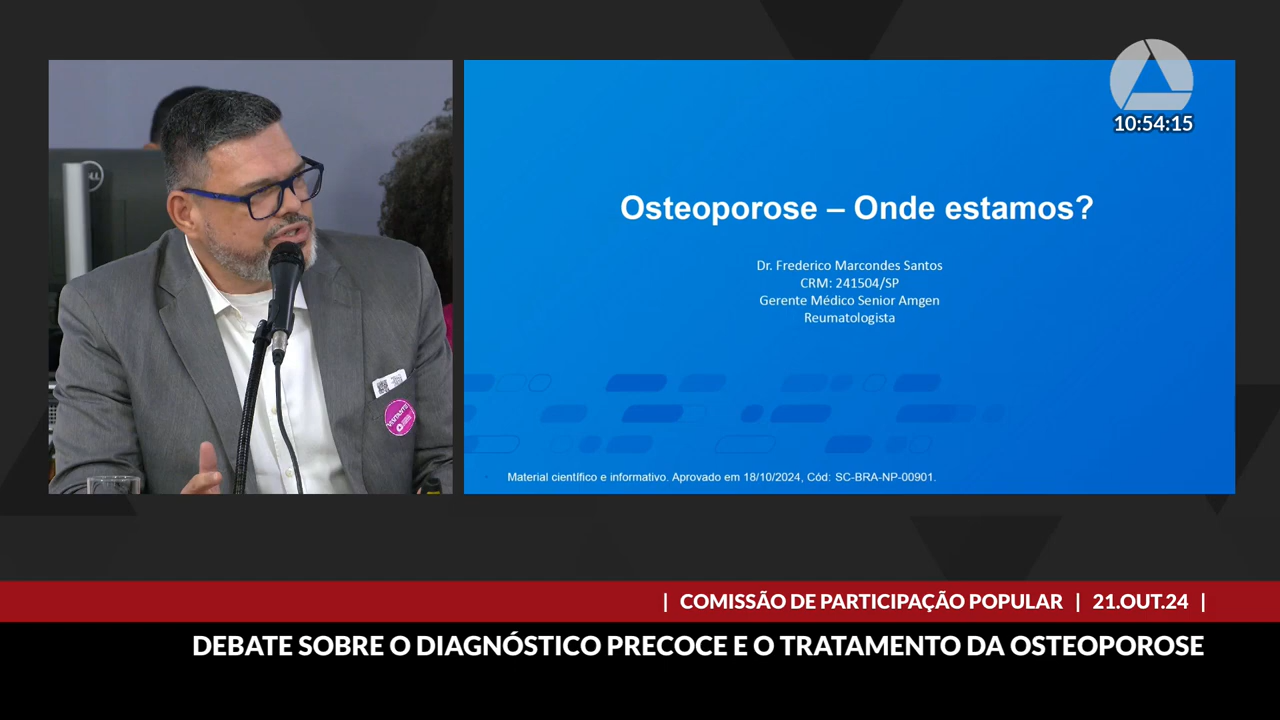 DELL
VISITANTE
10:54:15
Osteoporose – Onde estamos?
Dr. Frederico Marcondes Santos
CRM: 241504/SP
Gerente Médico Senior Amgen
Reumatologista
Material científico e informativo. Aprovado em 18/10/2024, Cód: SC-BRA-NP-00901.
| COMISSÃO DE PARTICIPAÇÃO POPULAR | 21.OUT.24 |
DEBATE SOBRE O DIAGNÓSTICO PRECOCE E O TRATAMENTO DA OSTEOPOROSE